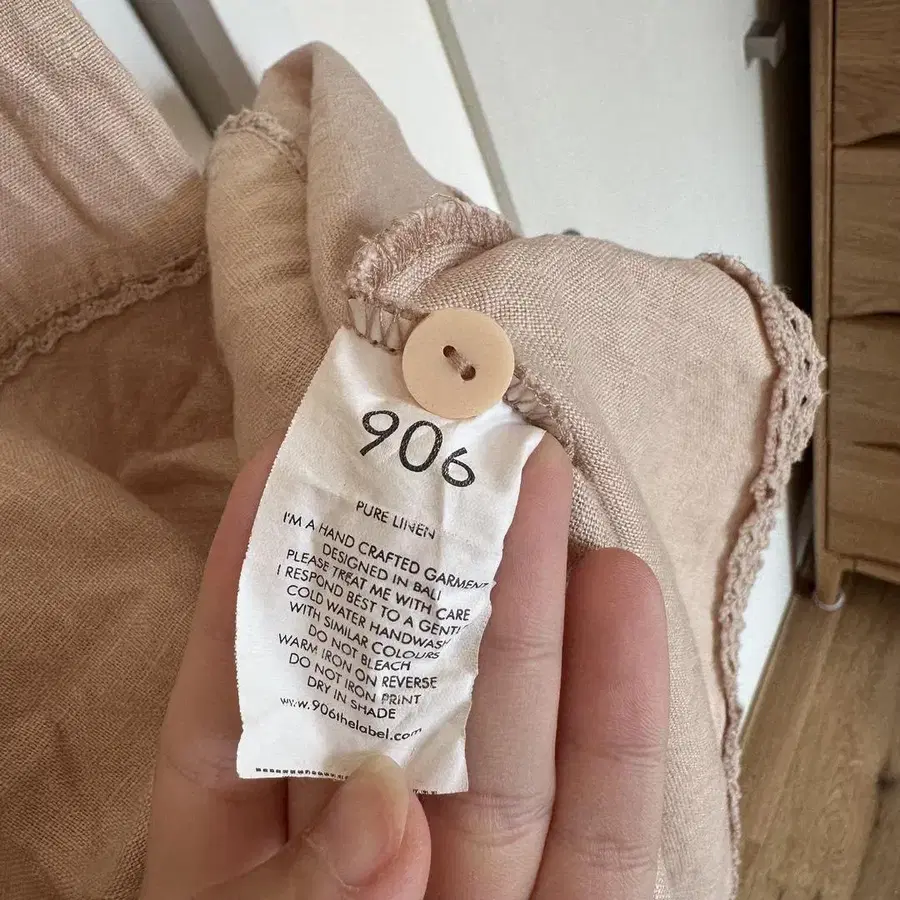 906
PURE LINEN
I'M A HAND CRAFTED GARMENT
DESIGNED IN BALI
PLEASE TREAT ME WITH CARE
I RESPOND BEST TO A
COLD WATER HANDWASH
WITH SIMILAR COLOURS
DO NOT BLEACH
WARM IRON ON REVERSE
DO NOT IRON PRINT
DRY IN SHADE
www.906thelabel.com